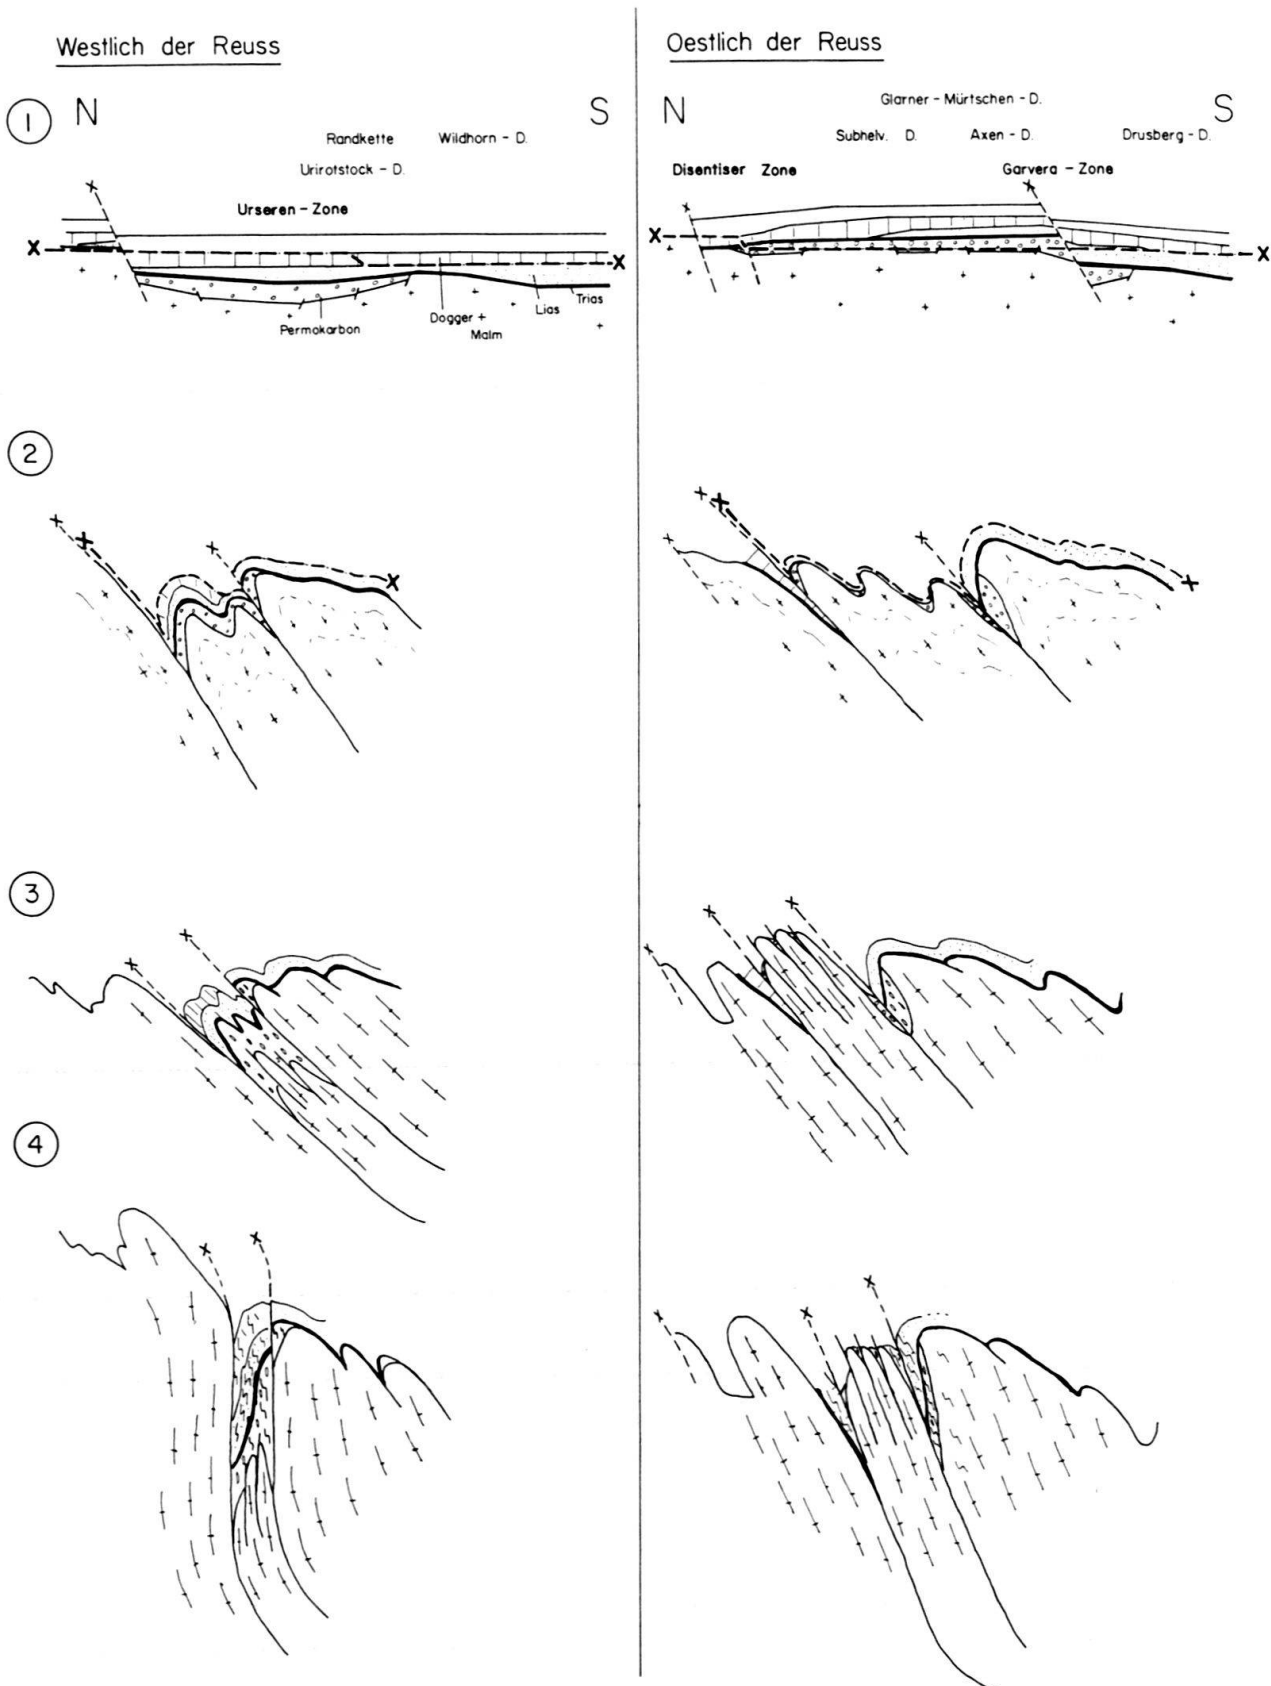 Westlich der Reuss
1
N
S
Randkette Wildhorn - D.
Urirotstock - D.
Urseren - Zone
X
X
Permokarbon
Dogger +
Malm
Lias
Trias
2
3
4
Oestlich der Reuss
N
S
Glarner - Mürtschen - D.
Subhelv. D. Axen - D. Drusberg - D.
Disentiser Zone Garvera - Zone
X
X